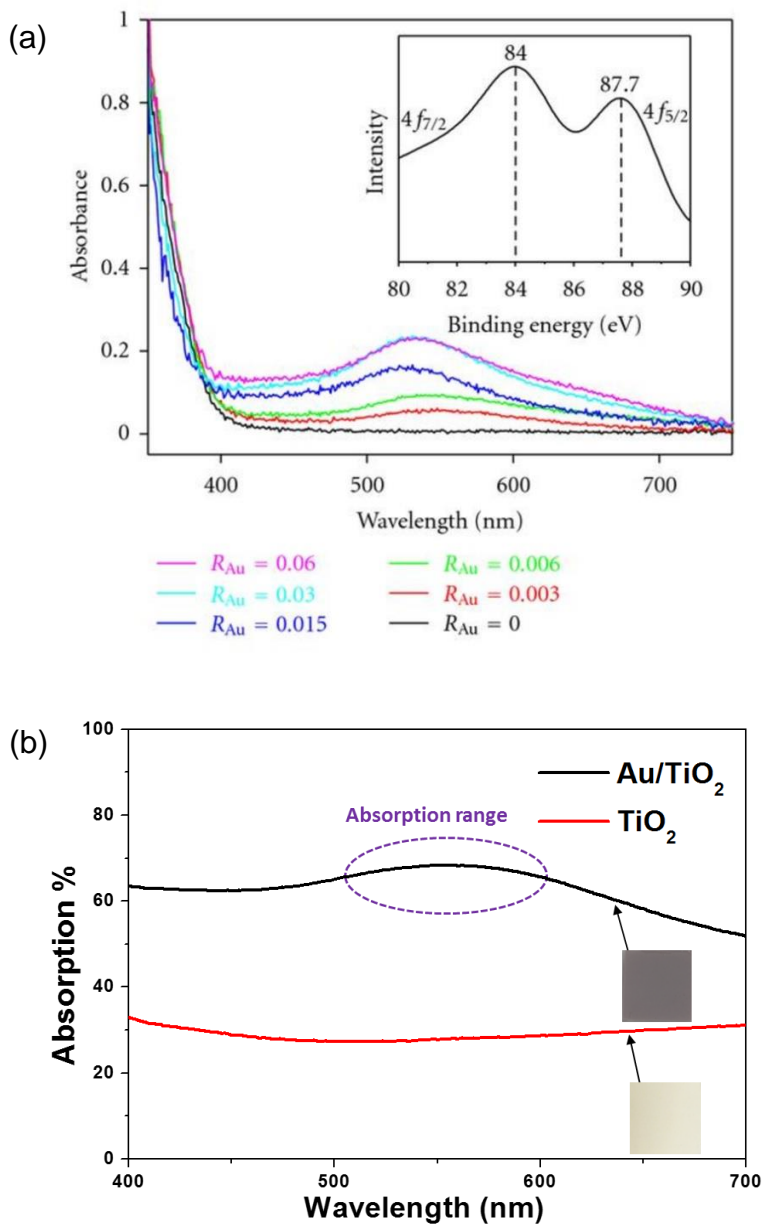 (a)
1
0.8
0.6
0.4
0.2
0
Absorbance
400 500 600 700
Wavelength (nm)
84
87.7
4f7/2
4f5/2
Intensity
80 82 84 86 88 90
Binding energy (eV)
RAu = 0.06 RAu = 0.006
RAu = 0.03 RAu = 0.003
RAu = 0.015 RAu = 0
(b)
100
80
60
40
20
0
Absorption %
Au/TiO2
TiO2
Absorption range
400 500 600 700
Wavelength (nm)